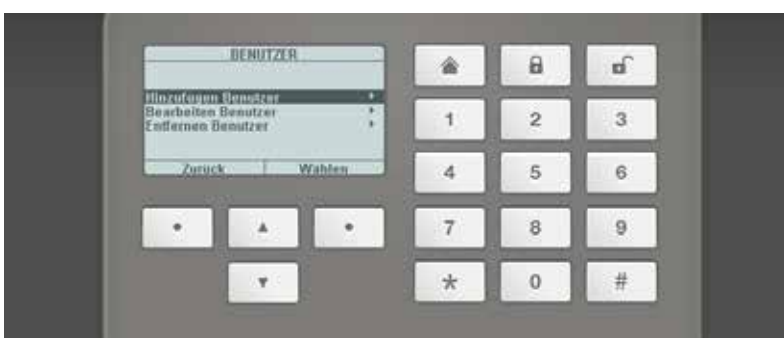 BENUTZER
Hinzufugen Benutzer
Bearbeiten Benutzer
Entfernen Benutzer
Zuruck Wahlen
1 2 3
4 5 6
7 8 9
* 0 #